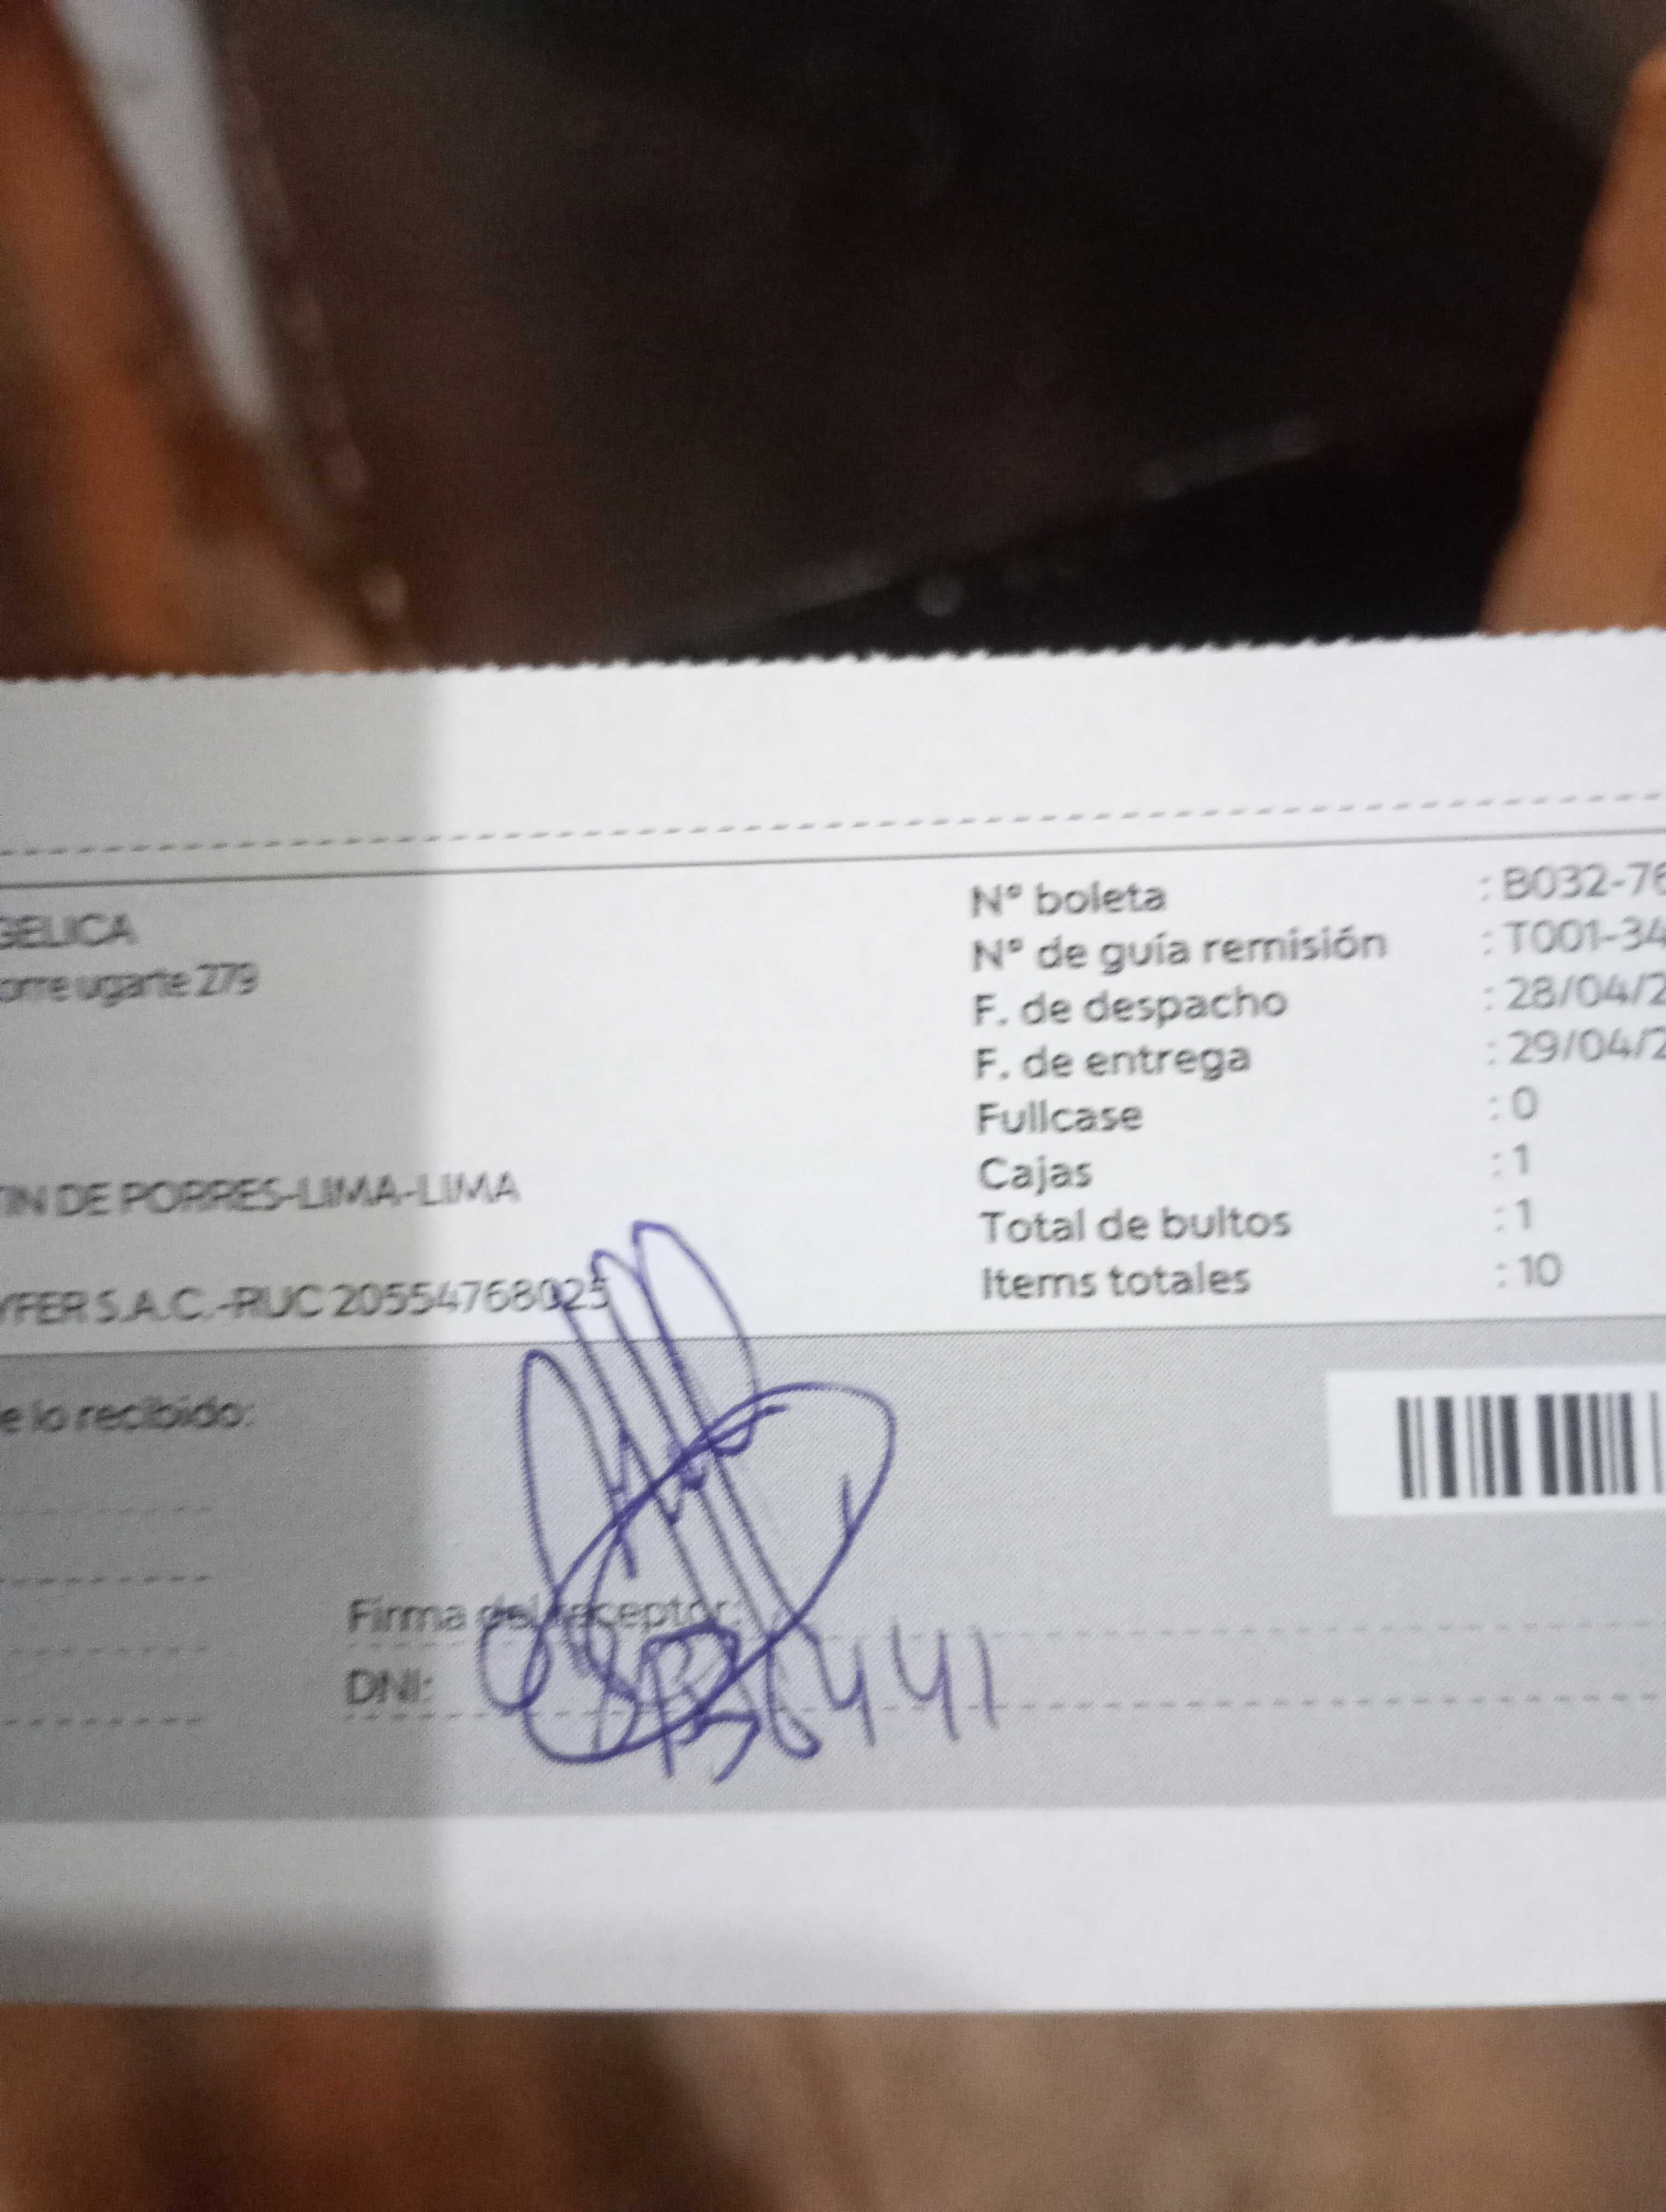 GELICA
orre ugarte 279
TIN DE PORRES-LIMA-LIMA
YFER S.A.C.-RUC 20554768025
N° boleta : B032-76
N° de guía remisión : T001-34
F. de despacho : 28/04/2
F. de entrega : 29/04/2
Fullcase : 0
Cajas : 1
Total de bultos : 1
Items totales : 10
e lo recibido:
Firma del receptor:
DNI: